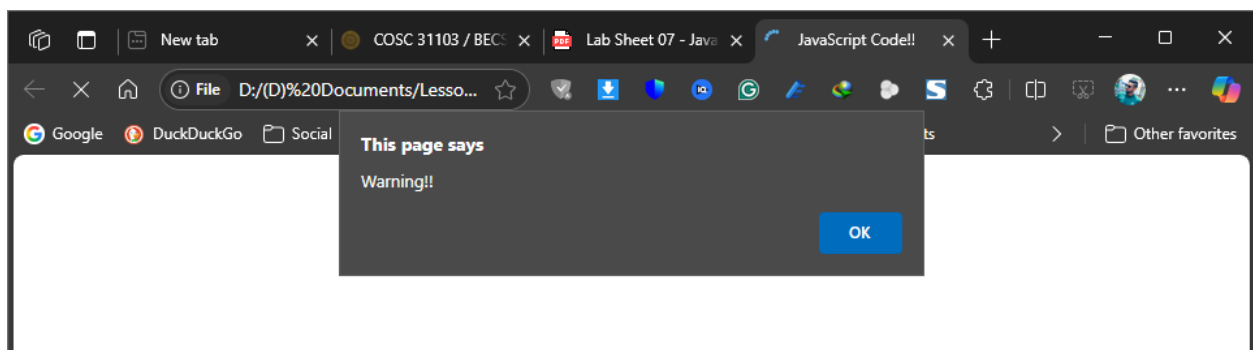 New tab
COSC 31103 / BECS
Lab Sheet 07 - Java
JavaScript Code!!
File D:/(D)%20Documents/Lesso...
Google DuckDuckGo Social ts Other favorites
This page says
Warning!!
OK